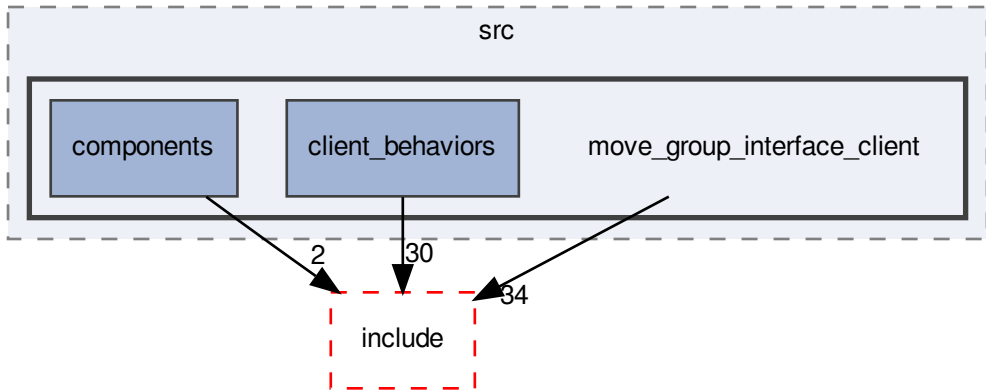 src
components
client_behaviors
move_group_interface_client
2
30
34
include